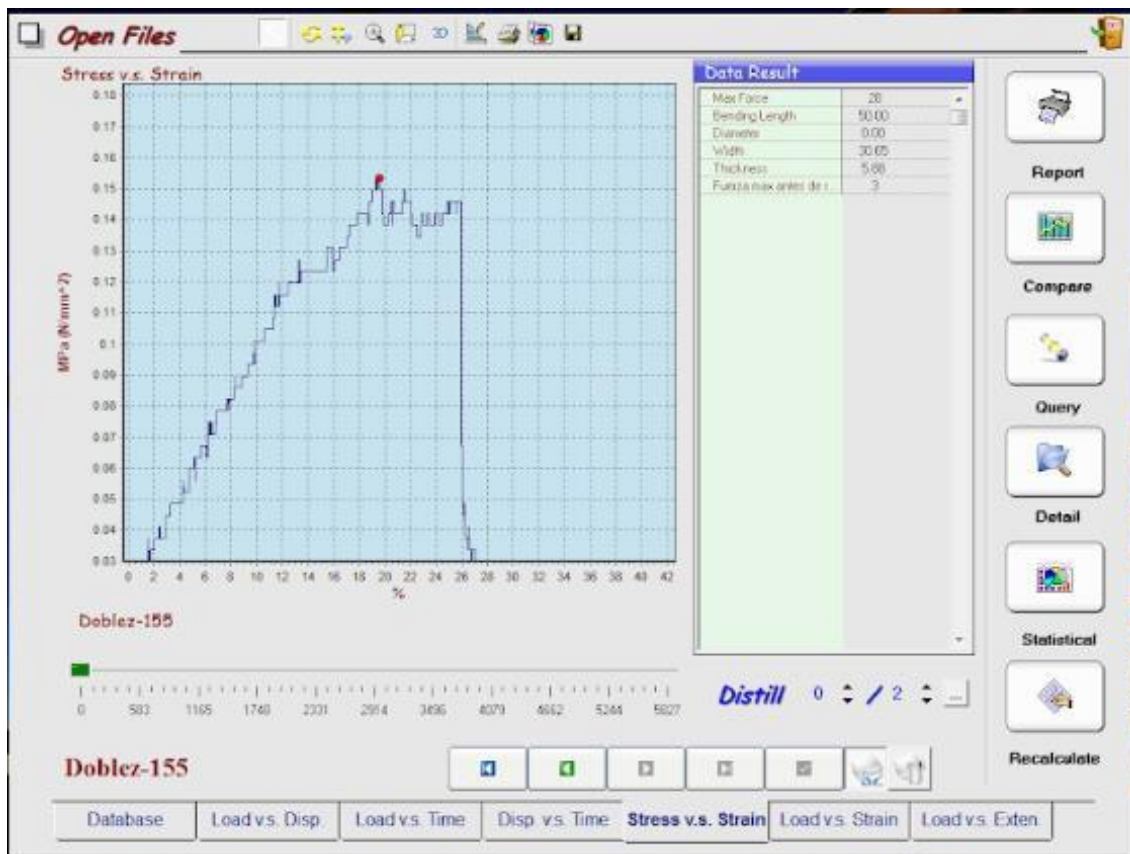 Open Files
3D
Stress v.s. Strain
0.18
0.17
0.16
0.15
0.14
0.13
0.12
0.11
0.1
0.09
0.08
0.07
0.06
0.05
0.04
0.03
MPa (N/mm^2)
0 2 4 6 8 10 12 14 16 18 20 22 24 26 28 30 32 34 36 38 40 42
%
Doblez-155
0 583 1165 1748 2331 2914 3496 4079 4662 5244 5827
Data Result
Max Force 28
Bending Length 50.00
Diameter 0.00
Width 30.65
Thickness 5.88
Fuerza max antes de r 3
Distill 0 / 2 ...
Report
Compare
Query
Detail
Statistical
Recalculate
Doblez-155
Database Load v.s. Disp. Load v.s. Time Disp. v.s. Time Stress v.s. Strain Load v.s. Strain Load v.s. Exten.